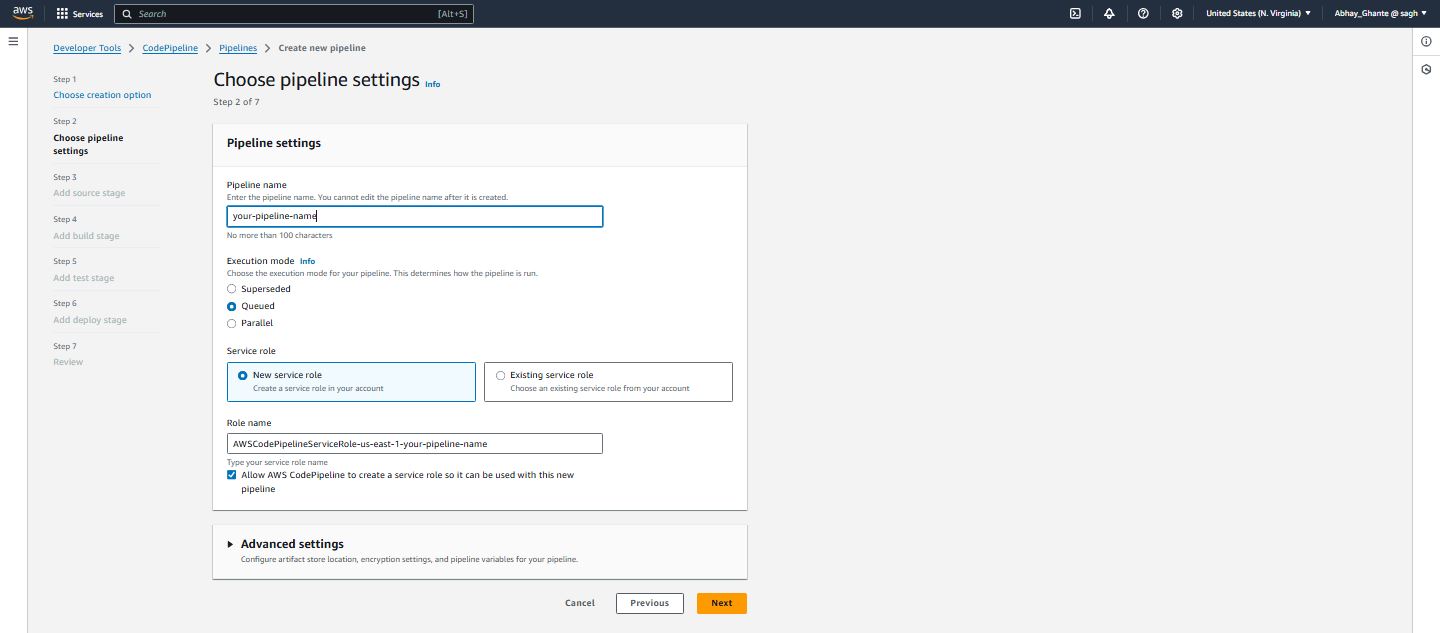 aws
Services
Search [Alt+S]
United States (N. Virginia)
Abhay_Ghante @ sagh
Developer Tools
CodePipeline
Pipelines
Create new pipeline
Step 1
Choose creation option
Step 2
Choose pipeline
settings
Step 3
Add source stage
Step 4
Add build stage
Step 5
Add test stage
Step 6
Add deploy stage
Step 7
Review
Choose pipeline settings Info
Step 2 of 7
Pipeline settings
Pipeline name
Enter the pipeline name. You cannot edit the pipeline name after it is created.
your-pipeline-name
No more than 100 characters
Execution mode Info
Choose the execution mode for your pipeline. This determines how the pipeline is run.
Superseded
Queued
Parallel
Service role
New service role
Create a service role in your account
Existing service role
Choose an existing service role from your account
Role name
AWSCodePipelineServiceRole-us-east-1-your-pipeline-name
Type your service role name
Allow AWS CodePipeline to create a service role so it can be used with this new
pipeline
Advanced settings
Configure artifact store location, encryption settings, and pipeline variables for your pipeline.
Cancel
Previous
Next